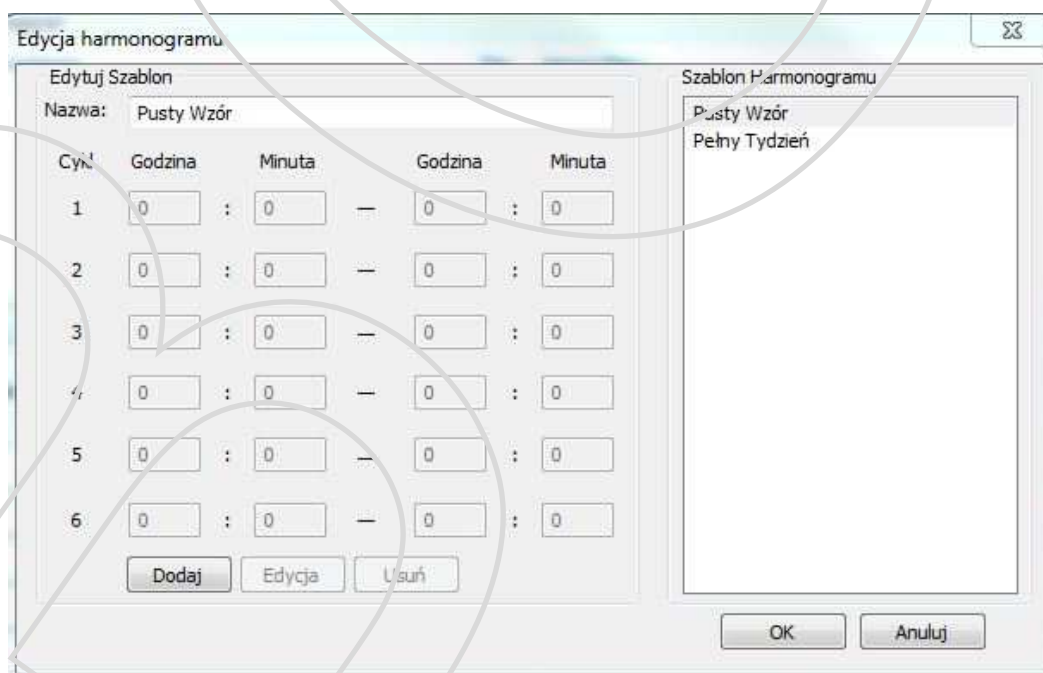 Edycja harmonogramu
Edytuj Szablon
Nazwa: Pusty Wzór
Cykl Godzina Minuta Godzina Minuta
1 0 : 0 — 0 : 0
2 0 : 0 — 0 : 0
3 0 : 0 — 0 : 0
4 0 : 0 — 0 : 0
5 0 : 0 — 0 : 0
6 0 : 0 — 0 : 0
Dodaj Edycja Usuń
Szablon Harmonogramu
Pusty Wzór
Pełny Tydzień
OK Anuluj